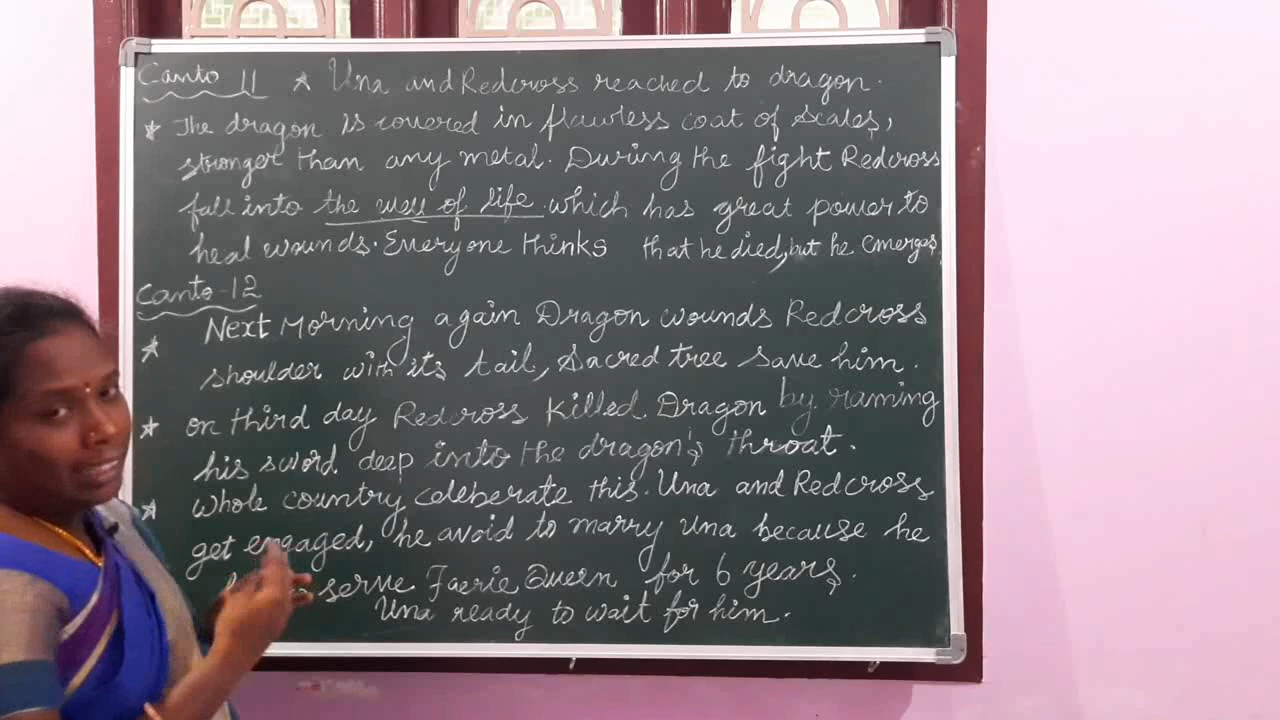 Canto 11 * Una and Redcross reached to dragon.
* The dragon is covered in flawless coat of scales,
stronger than any metal. During the fight Redcross
fall into the well of life which has great power to
heal wounds. Everyone thinks that he died, but he emerges
Canto-12
* Next Morning again Dragon wounds Redcross
shoulder with its tail, Sacred tree save him.
* on third day Redcross killed Dragon by raming
his sword deep into the dragon's throat.
* Whole country celeberate this. Una and Redcross
get engaged, he avoid to marry Una because he
serve Faerie Queen for 6 years.
Una ready to wait for him.